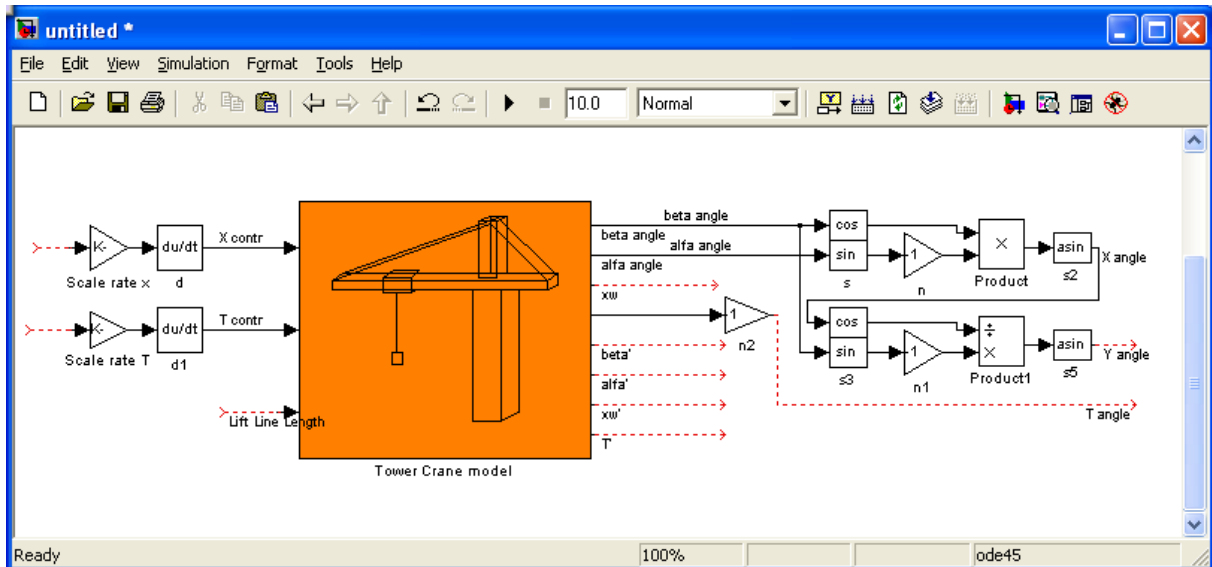 untitled *
File Edit View Simulation Format Tools Help
10.0 Normal
beta angle
beta angle
alfa angle
alfa angle
xw
beta'
alfa'
xw'
T'
X contr
T contr
Lift Line Length
K-
du/dt
Scale rate x
d
K-
du/dt
Scale rate T
d1
Tower Crane model
-1
n2
cos
sin
s
-1
n
×
Product
asin
s2
X angle
cos
sin
s3
-1
n1
÷
×
Product1
asin
s5
Y angle
T angle
Ready 100% ode45